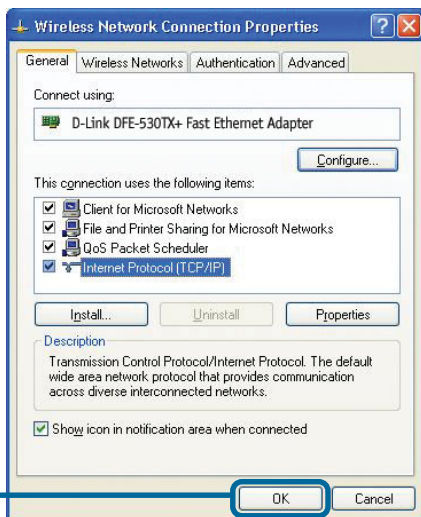 Wireless Network Connection Properties
General Wireless Networks Authentication Advanced
Connect using:
D-Link DFE-530TX+ Fast Ethernet Adapter
Configure...
This connection uses the following items:
Client for Microsoft Networks
File and Printer Sharing for Microsoft Networks
QoS Packet Scheduler
Internet Protocol (TCP/IP)
Install... Uninstall Properties
Description
Transmission Control Protocol/Internet Protocol. The default
wide area network protocol that provides communication
across diverse interconnected networks.
Show icon in notification area when connected
OK Cancel